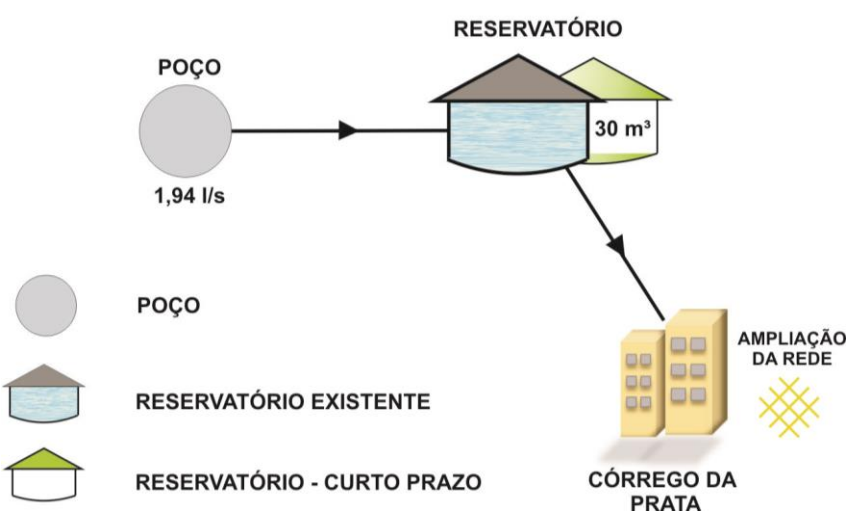 RESERVATÓRIO
POÇO
30 m³
1,94 l/s
POÇO
AMPLIAÇÃO
DA REDE
RESERVATÓRIO EXISTENTE
RESERVATÓRIO - CURTO PRAZO
CÓRREGO DA
PRATA